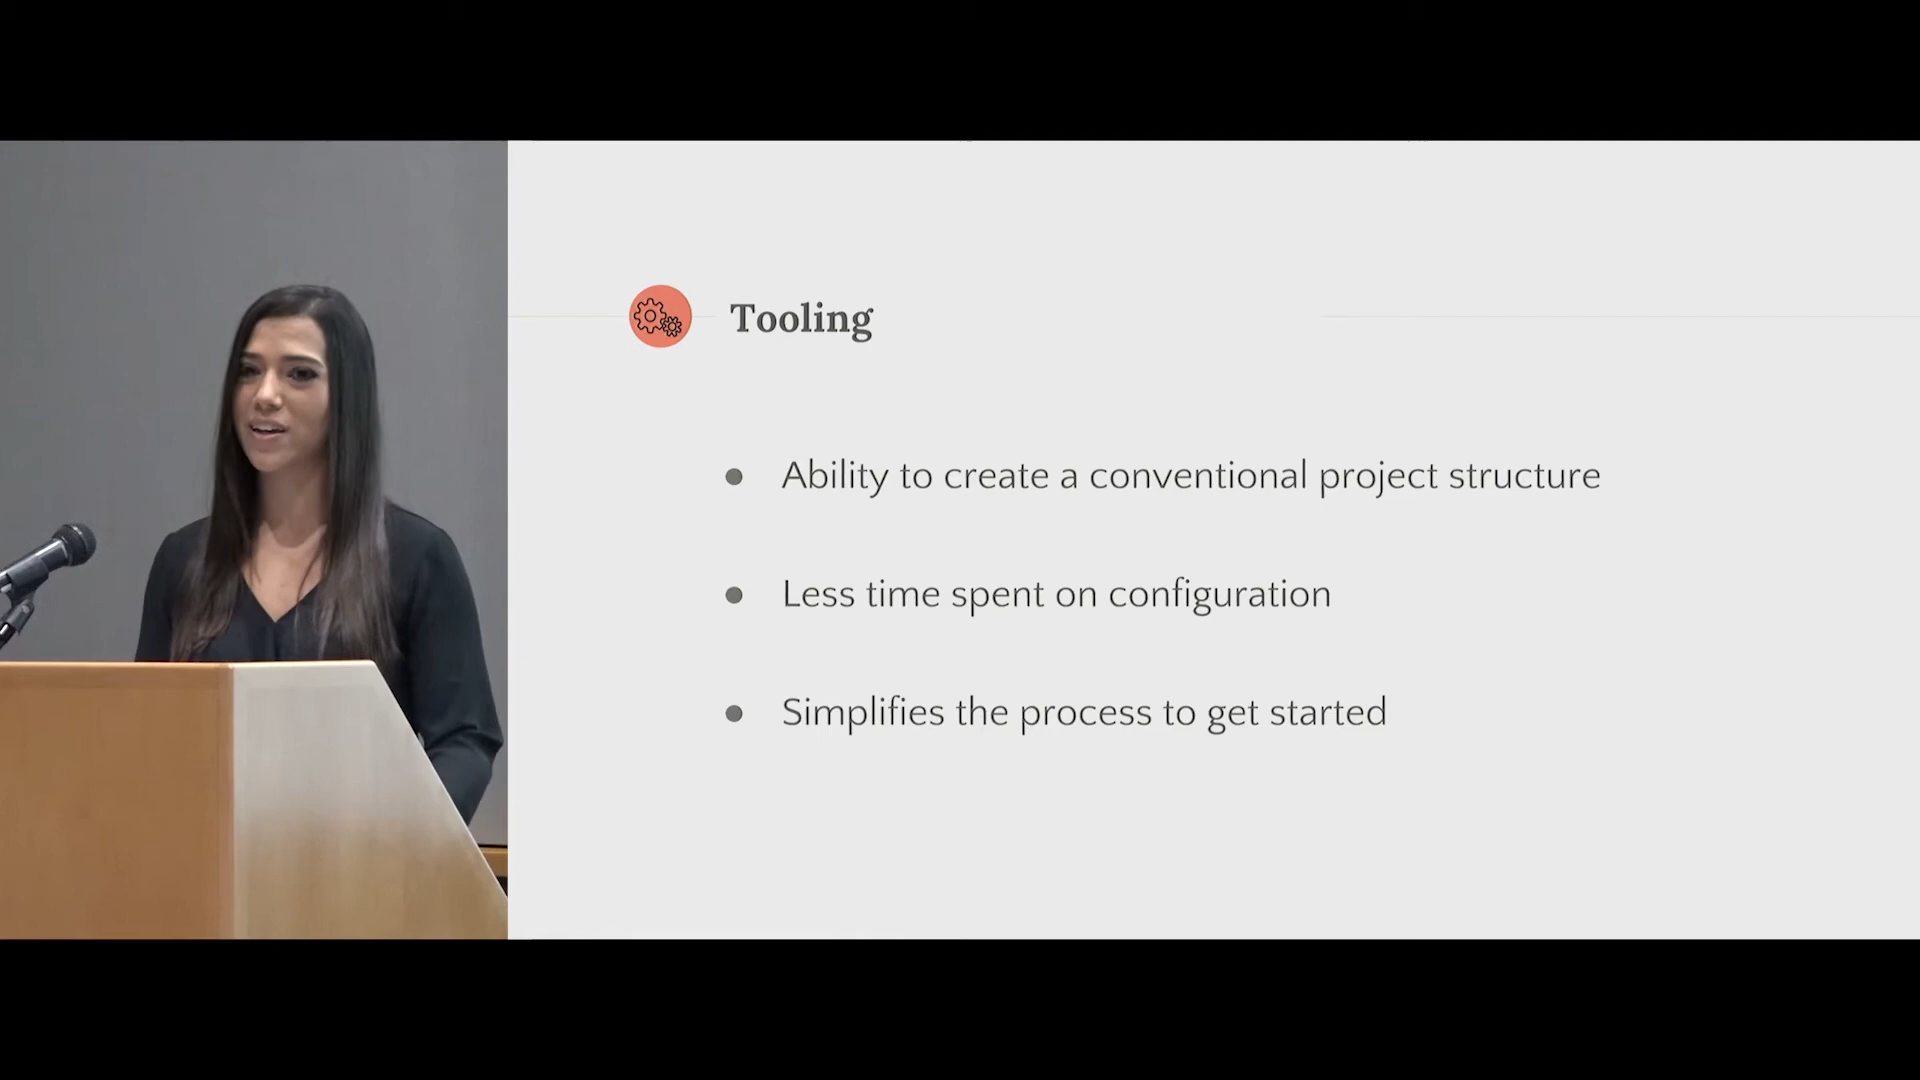 Tooling
Ability to create a conventional project structure
Less time spent on configuration
Simplifies the process to get started